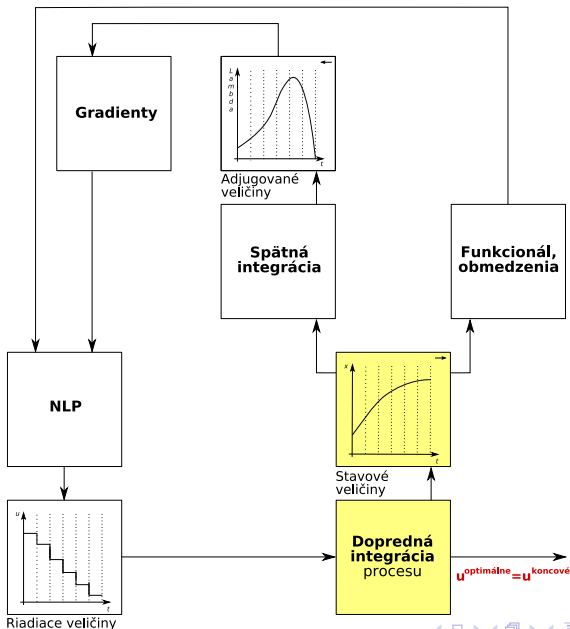 Gradienty
Lambda
t
Adjugované
veličiny
Spätná
integrácia
Funkcionál,
obmedzenia
NLP
x
t
Stavové
veličiny
u
t
Riadiace veličiny
Dopredná
integrácia
procesu
u^optimálne=u^koncové